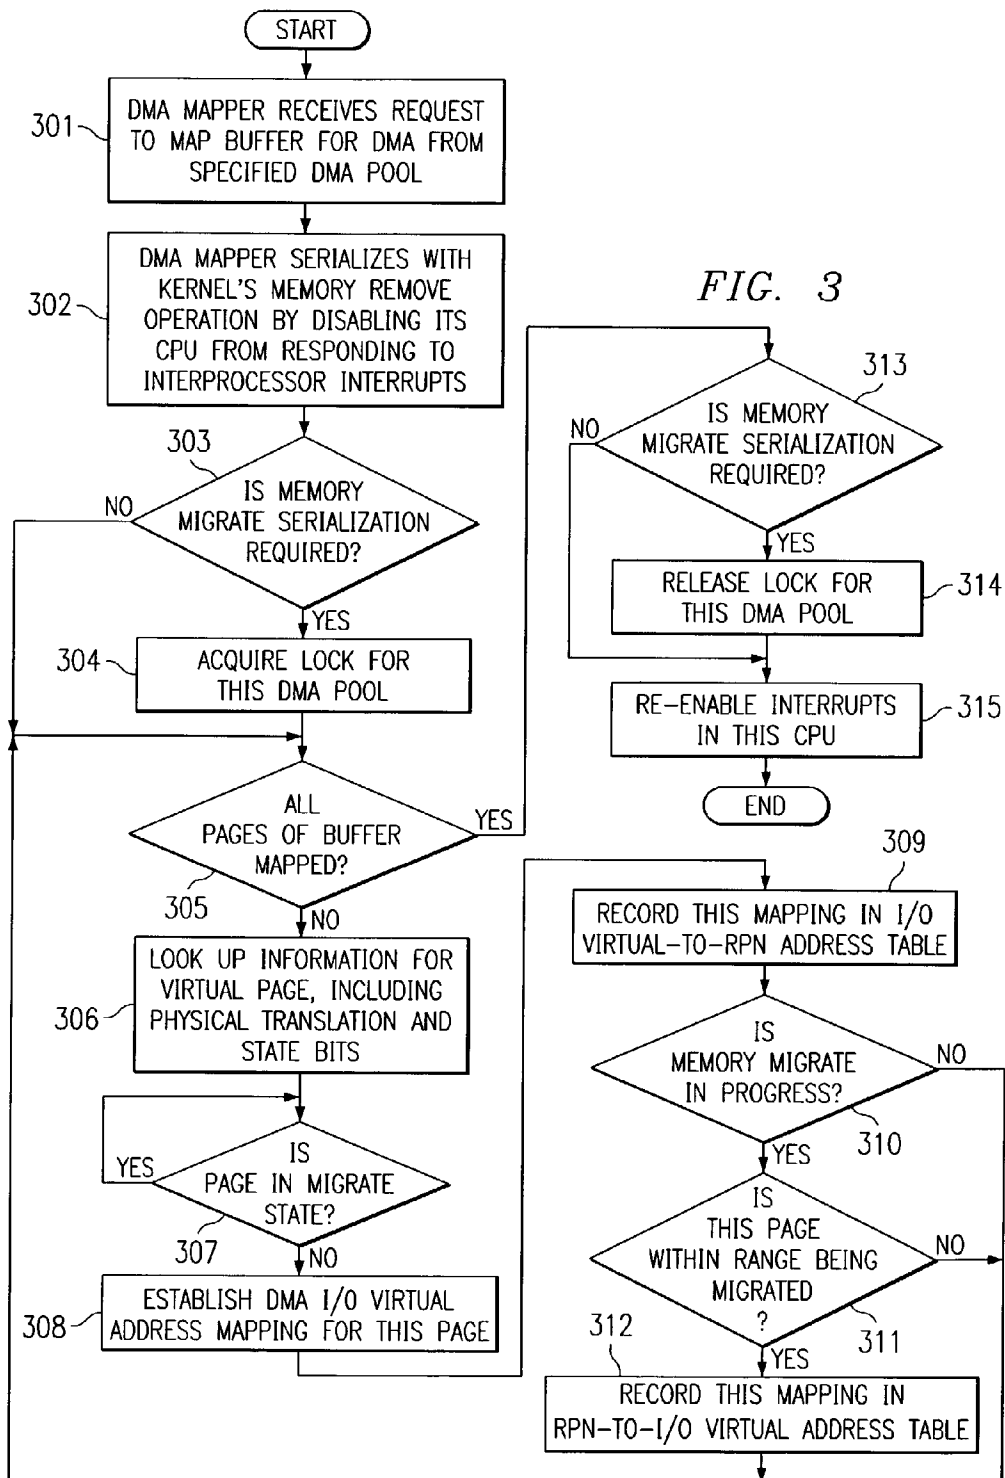 START
301
DMA MAPPER RECEIVES REQUEST
TO MAP BUFFER FOR DMA FROM
SPECIFIED DMA POOL
302
DMA MAPPER SERIALIZES WITH
KERNEL'S MEMORY REMOVE
OPERATION BY DISABLING ITS
CPU FROM RESPONDING TO
INTERPROCESSOR INTERRUPTS
303
IS MEMORY
MIGRATE SERIALIZATION
REQUIRED?
NO
YES
304
ACQUIRE LOCK FOR
THIS DMA POOL
ALL
PAGES OF BUFFER
MAPPED?
YES
305
NO
306
LOOK UP INFORMATION FOR
VIRTUAL PAGE, INCLUDING
PHYSICAL TRANSLATION AND
STATE BITS
IS
PAGE IN MIGRATE
STATE?
YES
307
NO
308
ESTABLISH DMA I/O VIRTUAL
ADDRESS MAPPING FOR THIS PAGE
FIG. 3
313
IS MEMORY
MIGRATE SERIALIZATION
REQUIRED?
NO
YES
RELEASE LOCK FOR
THIS DMA POOL
314
RE-ENABLE INTERRUPTS
IN THIS CPU
315
END
309
RECORD THIS MAPPING IN I/O
VIRTUAL-TO-RPN ADDRESS TABLE
IS
MEMORY MIGRATE
IN PROGRESS?
NO
310
YES
IS
THIS PAGE
WITHIN RANGE BEING
MIGRATED
?
NO
311
312
YES
RECORD THIS MAPPING IN
RPN-TO-I/O VIRTUAL ADDRESS TABLE